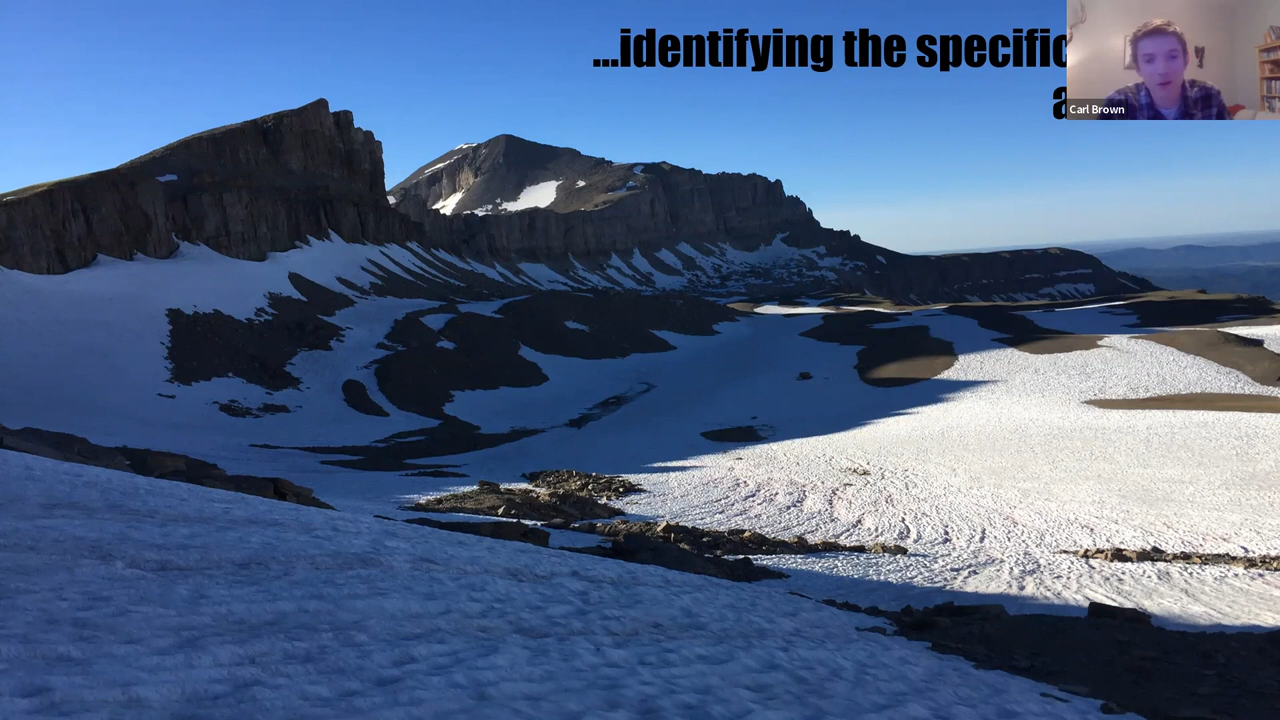 ...identifying the specific
a
Carl Brown